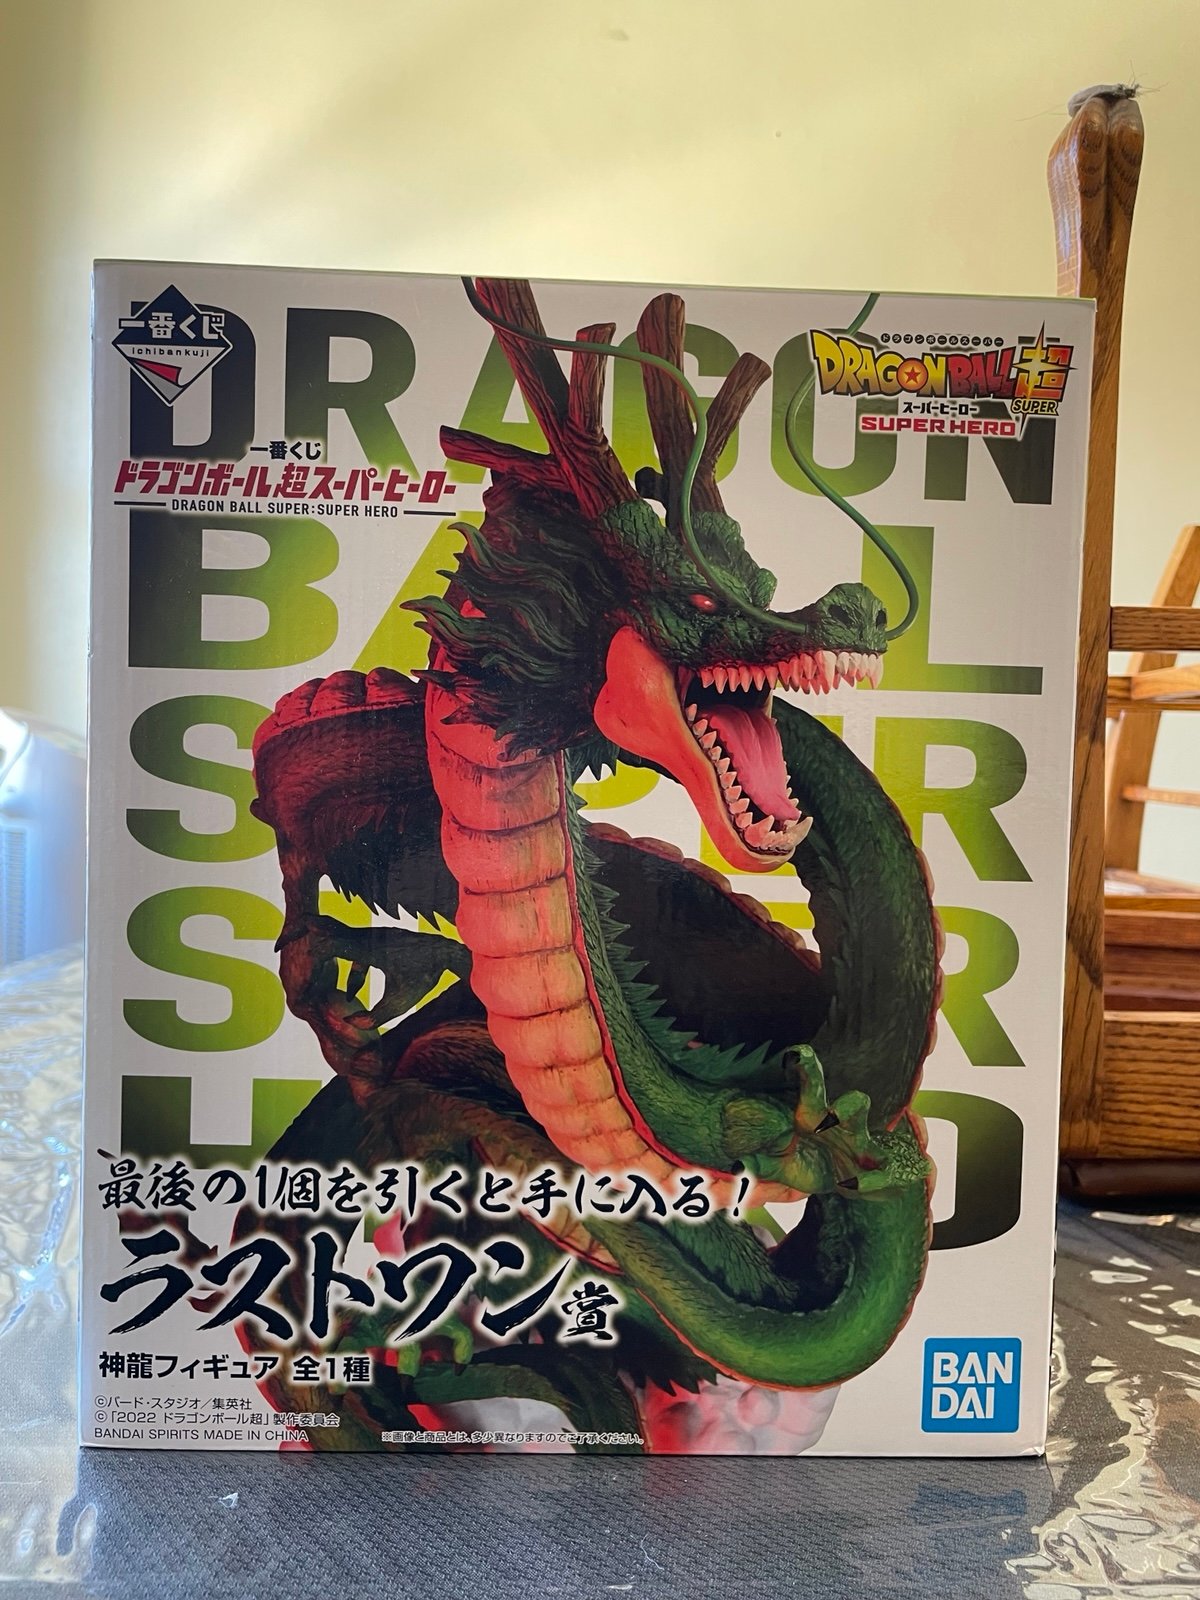 一番くじ
ichibankuji
ドラゴンボールスーパー
DRAGON BALL超
SUPER
スーパーヒーロー
SUPER HERO
一番くじ
ドラゴンボール超スーパーヒーロー
DRAGON BALL SUPER:SUPER HERO
DRAGON
BALL
SUPER
SUPER
HERO
最後の1個を引くと手に入る!
ラストワン賞
神龍フィギュア 全1種
©バード・スタジオ/集英社
©「2022 ドラゴンボール超」製作委員会
BANDAI SPIRITS MADE IN CHINA
※画像と商品とは、多少異なりますのでご了承ください。
BAN
DAI